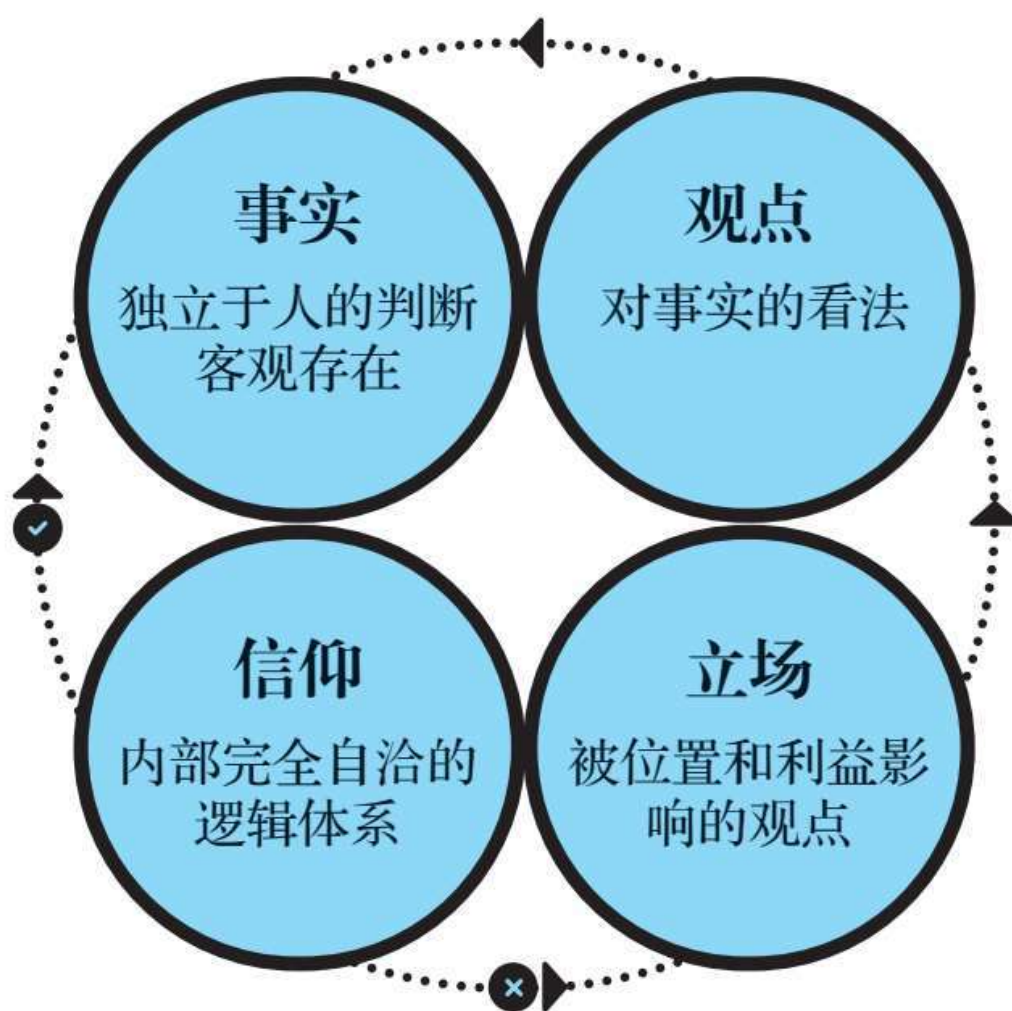 事实
独立于人的判断
客观存在
观点
对事实的看法
信仰
内部完全自洽的
逻辑体系
立场
被位置和利益影
响的观点